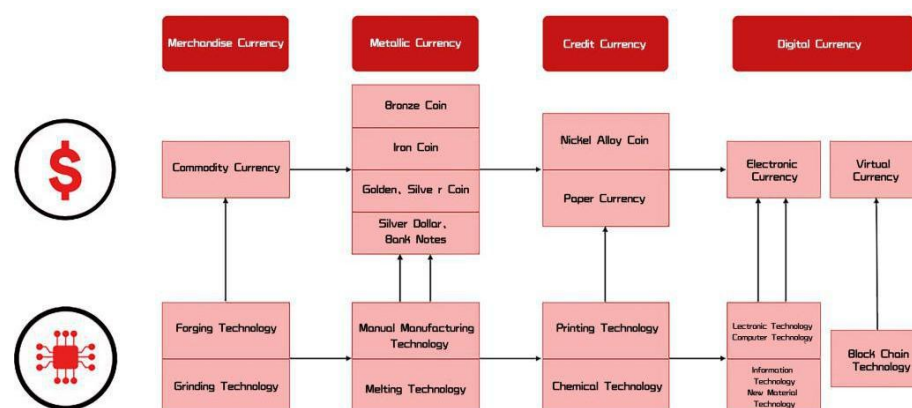 Merchandise Currency
Metallic Currency
Credit Currency
Digital Currency
Bronze Coin
Iron Coin
Golden, Silve r Coin
Silver Dollar,
Bank Notes
Commodity Currency
Nickel Alloy Coin
Paper Currency
Electronic
Currency
Virtual
Currency
$
Forging Technology
Grinding Technology
Manual Manufacturing
Technology
Melting Technology
Printing Technology
Chemical Technology
Lectronic Technology
Computer Technology
Information
Technology
New Material
Technology
Block Chain
Technology